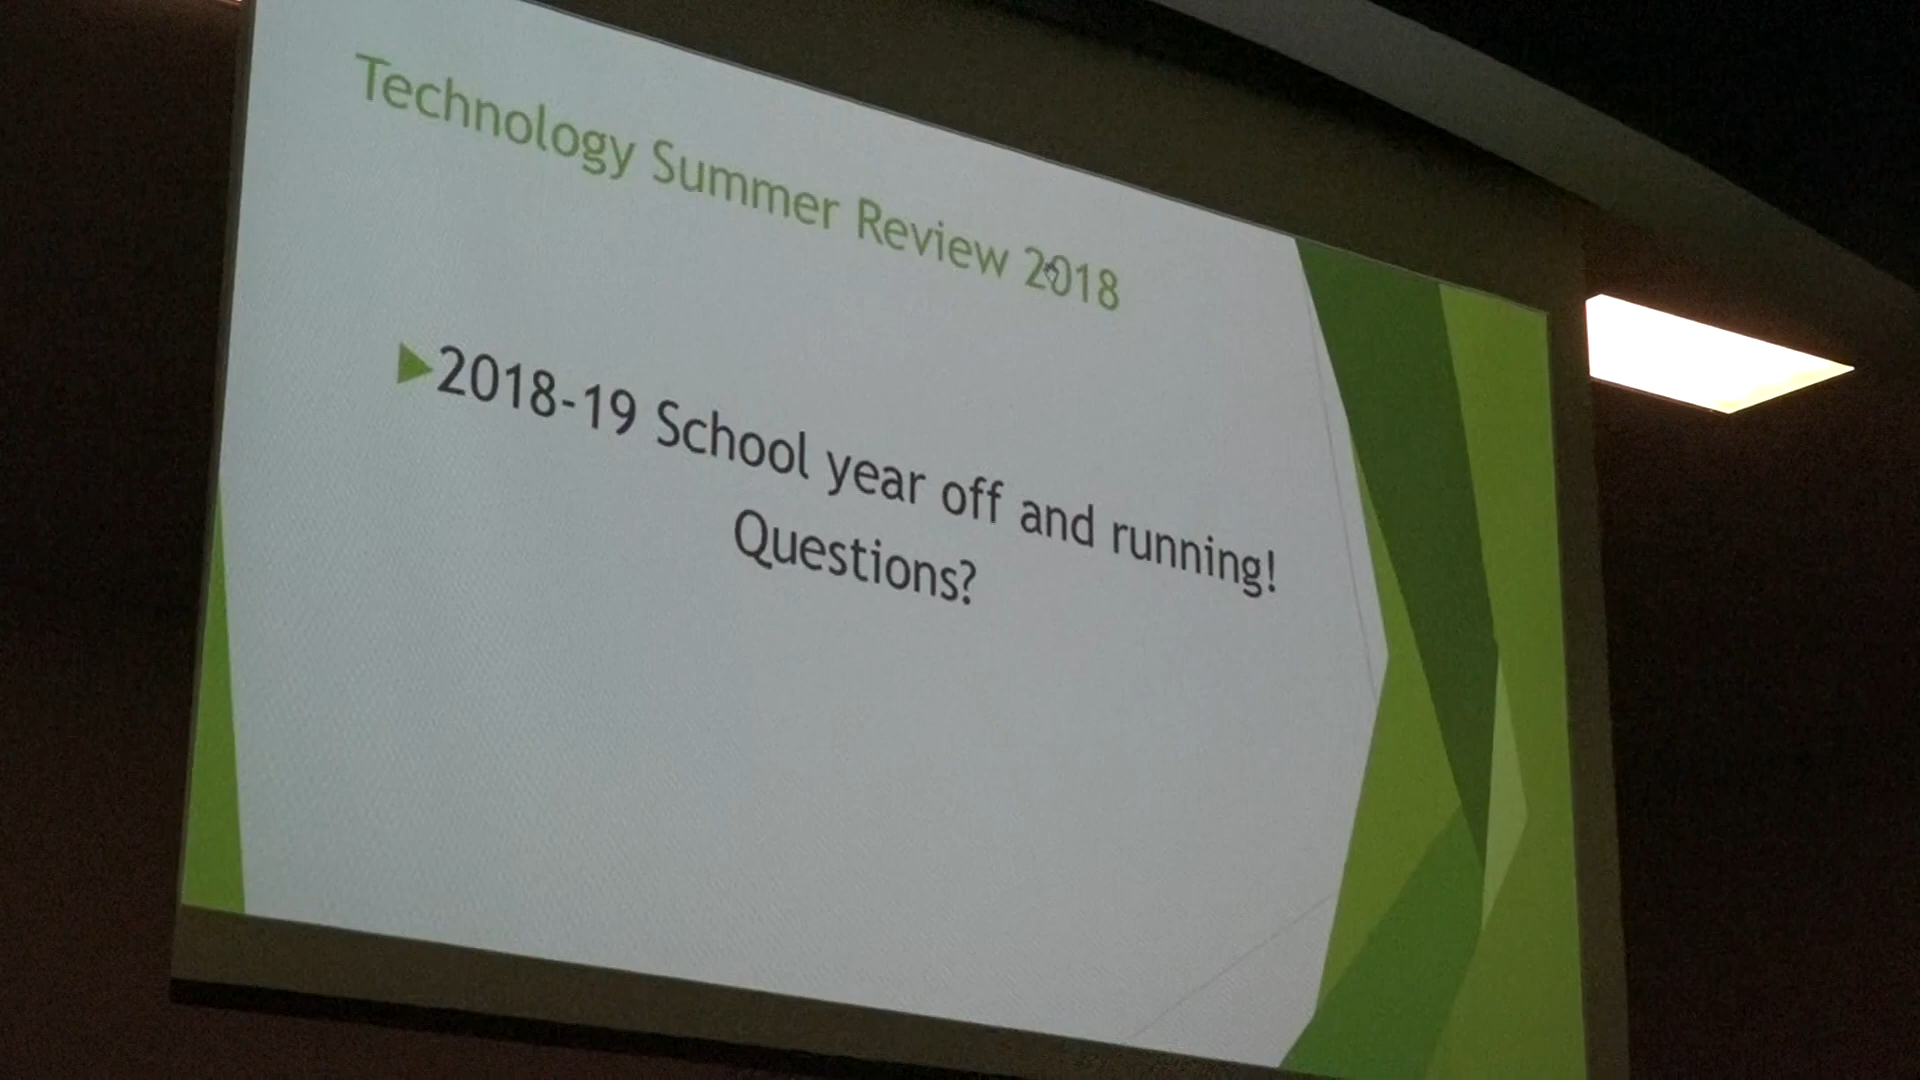 Technology Summer Review 2018
2018-19 School year off and running!
Questions?